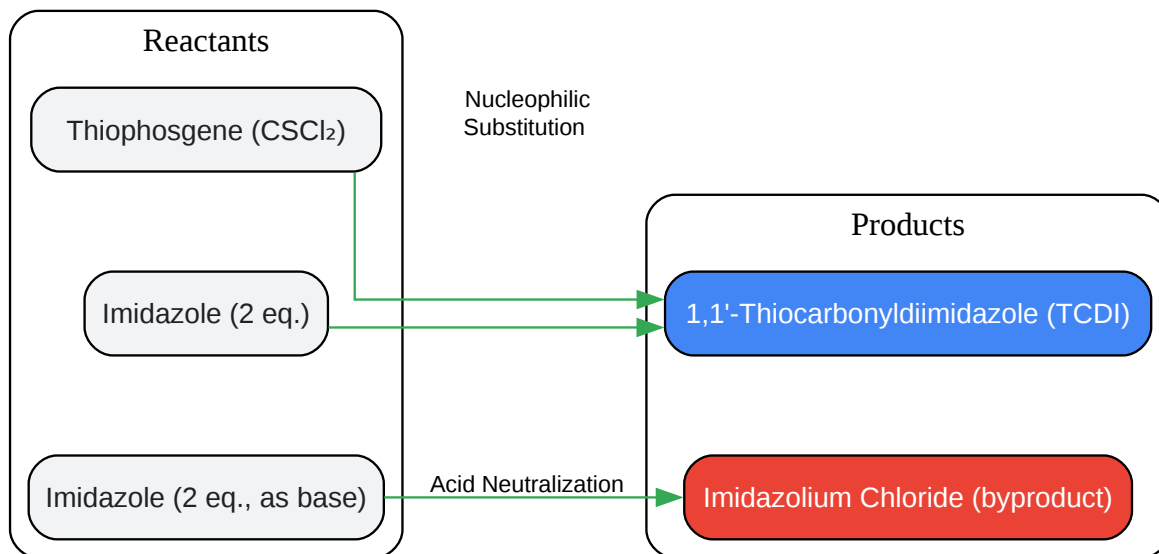 Reactants
Thiophosgene (CSCl₂)
Nucleophilic
Substitution
Products
Imidazole (2 eq.)
1,1'-Thiocarbonyldiimidazole (TCDI)
Imidazole (2 eq., as base)
Acid Neutralization
Imidazolium Chloride (byproduct)